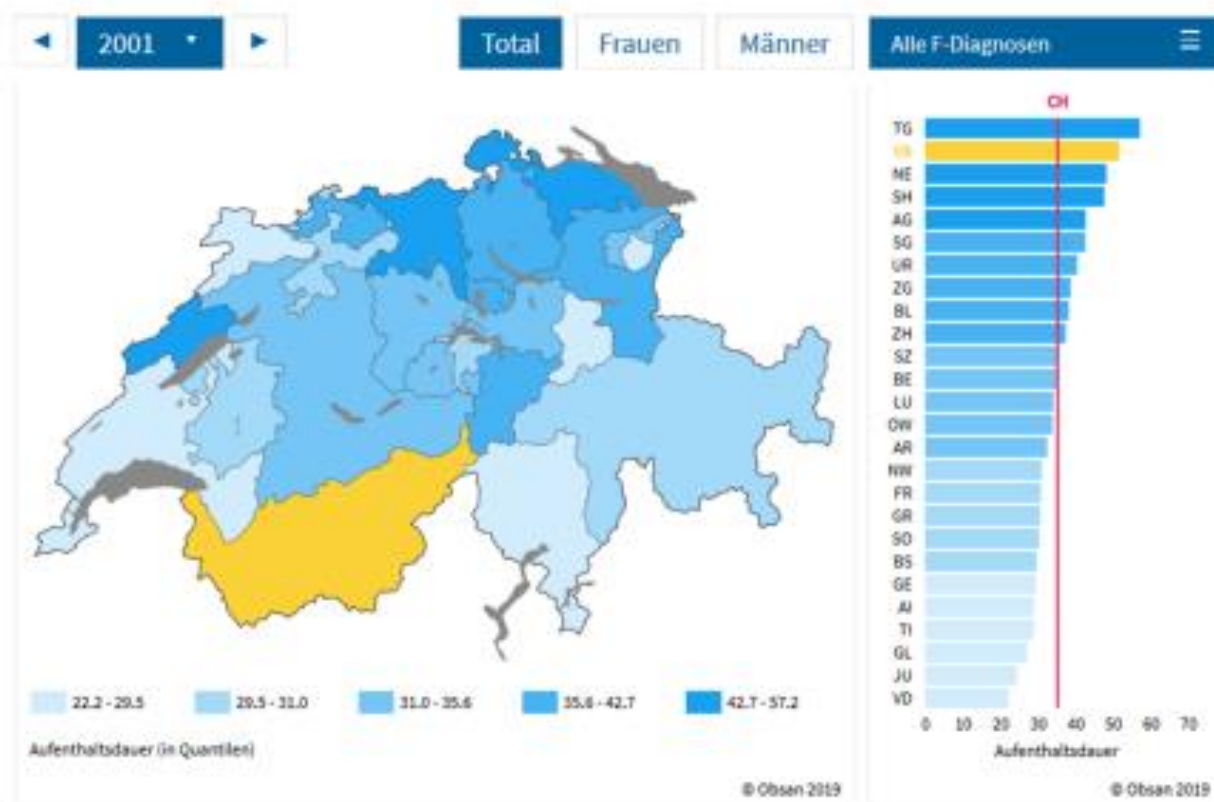 2001
Total
Frauen
Männer
Alle F-Diagnosen
CH
TG
VS
NE
SH
AG
SG
UR
ZG
BL
ZH
SZ
BE
LU
OW
AR
NW
FR
GR
SO
BS
GE
AI
TI
GL
JU
VD
0 10 20 30 40 50 60 70
Aufenthaltsdauer
22.2 - 29.5
29.5 - 31.0
31.0 - 35.6
35.6 - 42.7
42.7 - 57.2
Aufenthaltsdauer (in Quantilen)
© Obsan 2019
© Obsan 2019